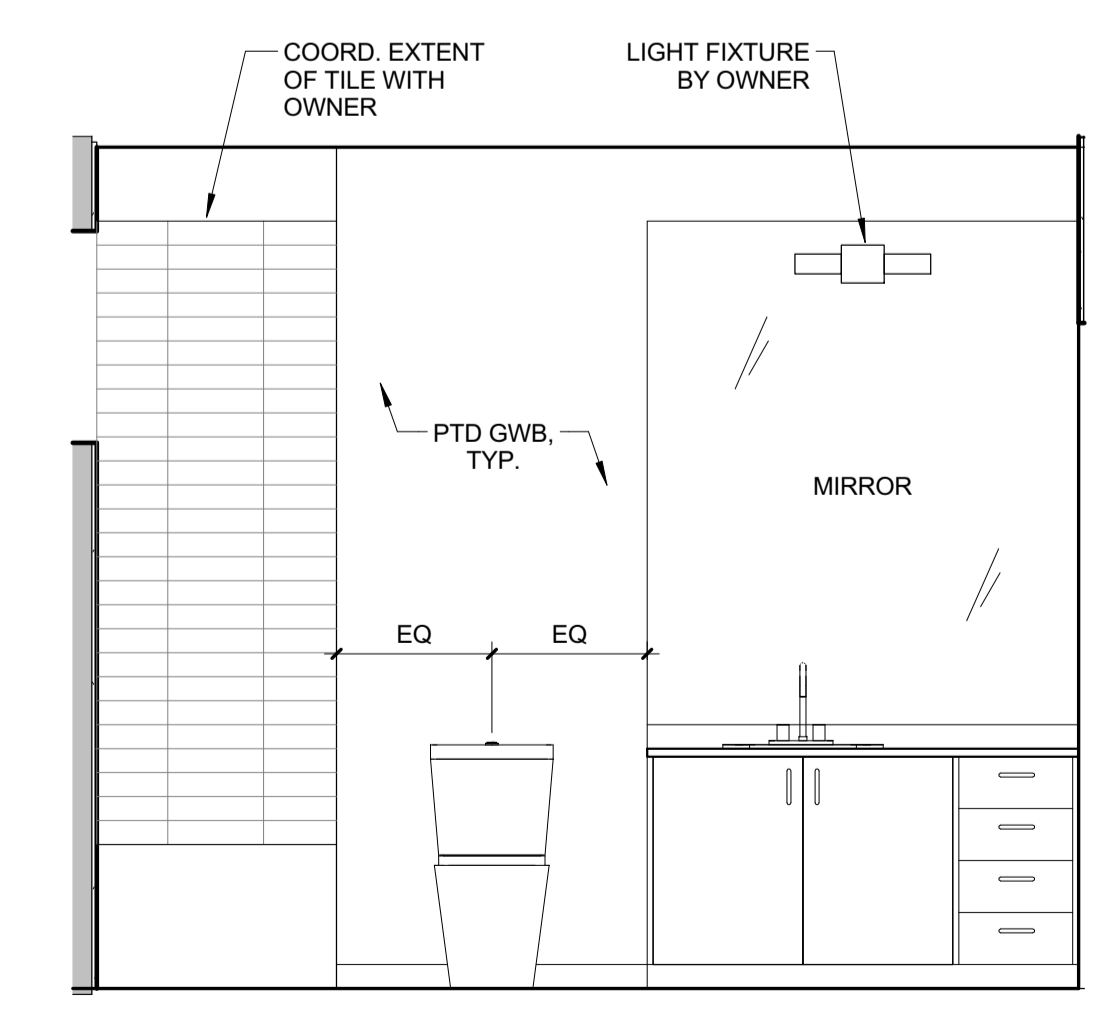 COORD. EXTENT
OF TILE WITH
OWNER
LIGHT FIXTURE
BY OWNER
PTD GWB,
TYP.
MIRROR
EQ
EQ